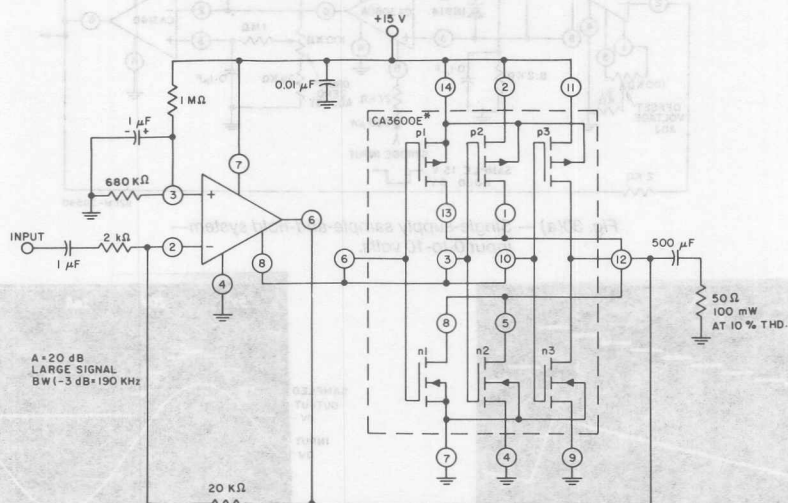 +15 V
0.01 µF
1 MΩ
1 µF
- +
680 KΩ
3
+
7
6
INPUT
1 µF
2 kΩ
2
−
4
8
CA3600E*
14
2
11
p1
p2
p3
13
1
6
3
10
12
500 µF
50Ω
100 mW
AT 10% THD.
8
5
n1
n2
n3
7
4
9
A=20 dB
LARGE SIGNAL
BW(-3 dB=190 KHz
20 KΩ